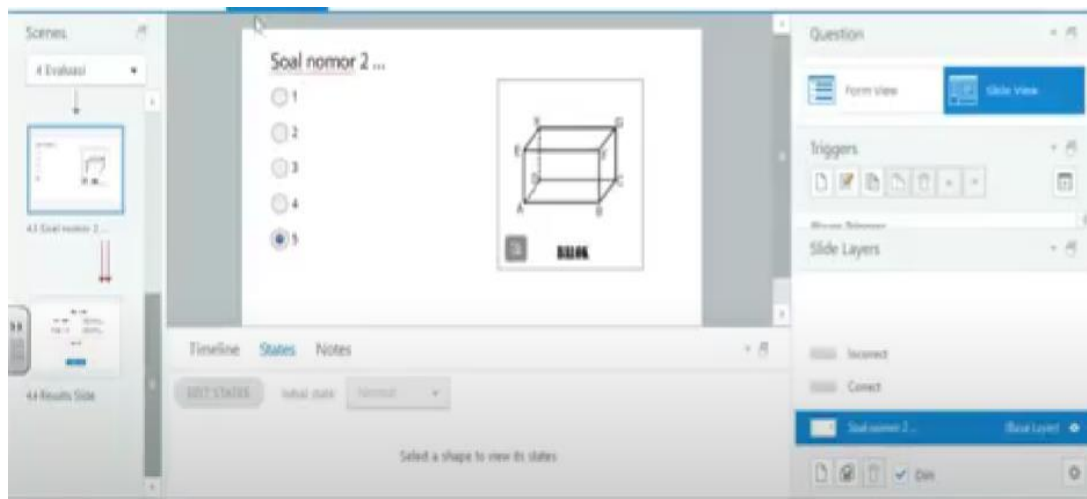 Scenes
4 Evaluasi
4.5 Soal nomor 2 ...
4.6 Results Slide
Soal nomor 2 ...
1
2
3
4
5
G
E
F
D
C
A
B
BALOK
Timeline States Notes
EDIT STATES Initial state: Normal
Select a shape to view its states
Question
Form View
Slide View
Triggers
Slide Layers
Incorrect
Correct
Soal nomor 2 ... (Base Layer)
Dim